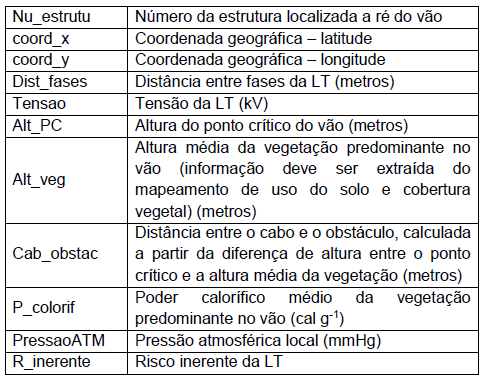 Nu_estrutu Número da estrutura localizada a ré do vão
coord_x Coordenada geográfica – latitude
coord_y Coordenada geográfica – longitude
Dist_fases Distância entre fases da LT (metros)
Tensao Tensão da LT (kV)
Alt_PC Altura do ponto crítico do vão (metros)
Alt_veg Altura média da vegetação predominante no
vão (informação deve ser extraída do
mapeamento de uso do solo e cobertura
vegetal) (metros)
Cab_obstac Distância entre o cabo e o obstáculo, calculada
a partir da diferença de altura entre o ponto
crítico e a altura média da vegetação (metros)
P_colorif Poder calorífico médio da vegetação
predominante no vão (cal g⁻¹)
PressaoATM Pressão atmosférica local (mmHg)
R_inerente Risco inerente da LT